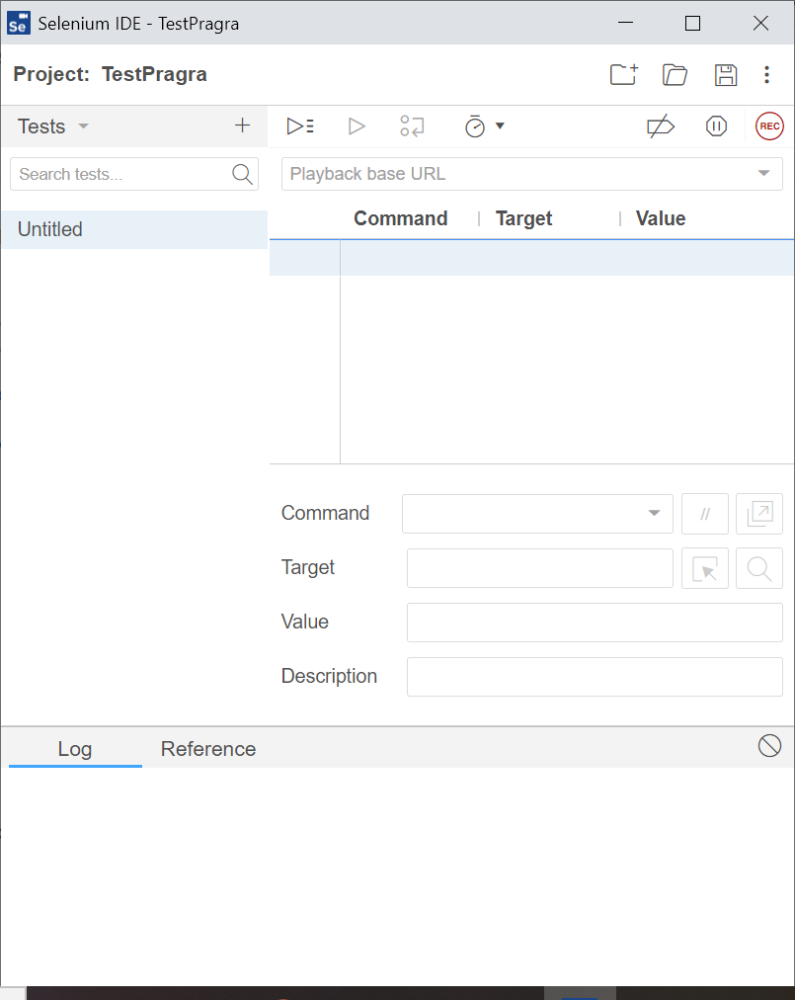 Se Selenium IDE - TestPragra
Project: TestPragra
Tests
REC
Search tests...
Playback base URL
Untitled
Command Target Value
Command
//
Target
Value
Description
Log Reference